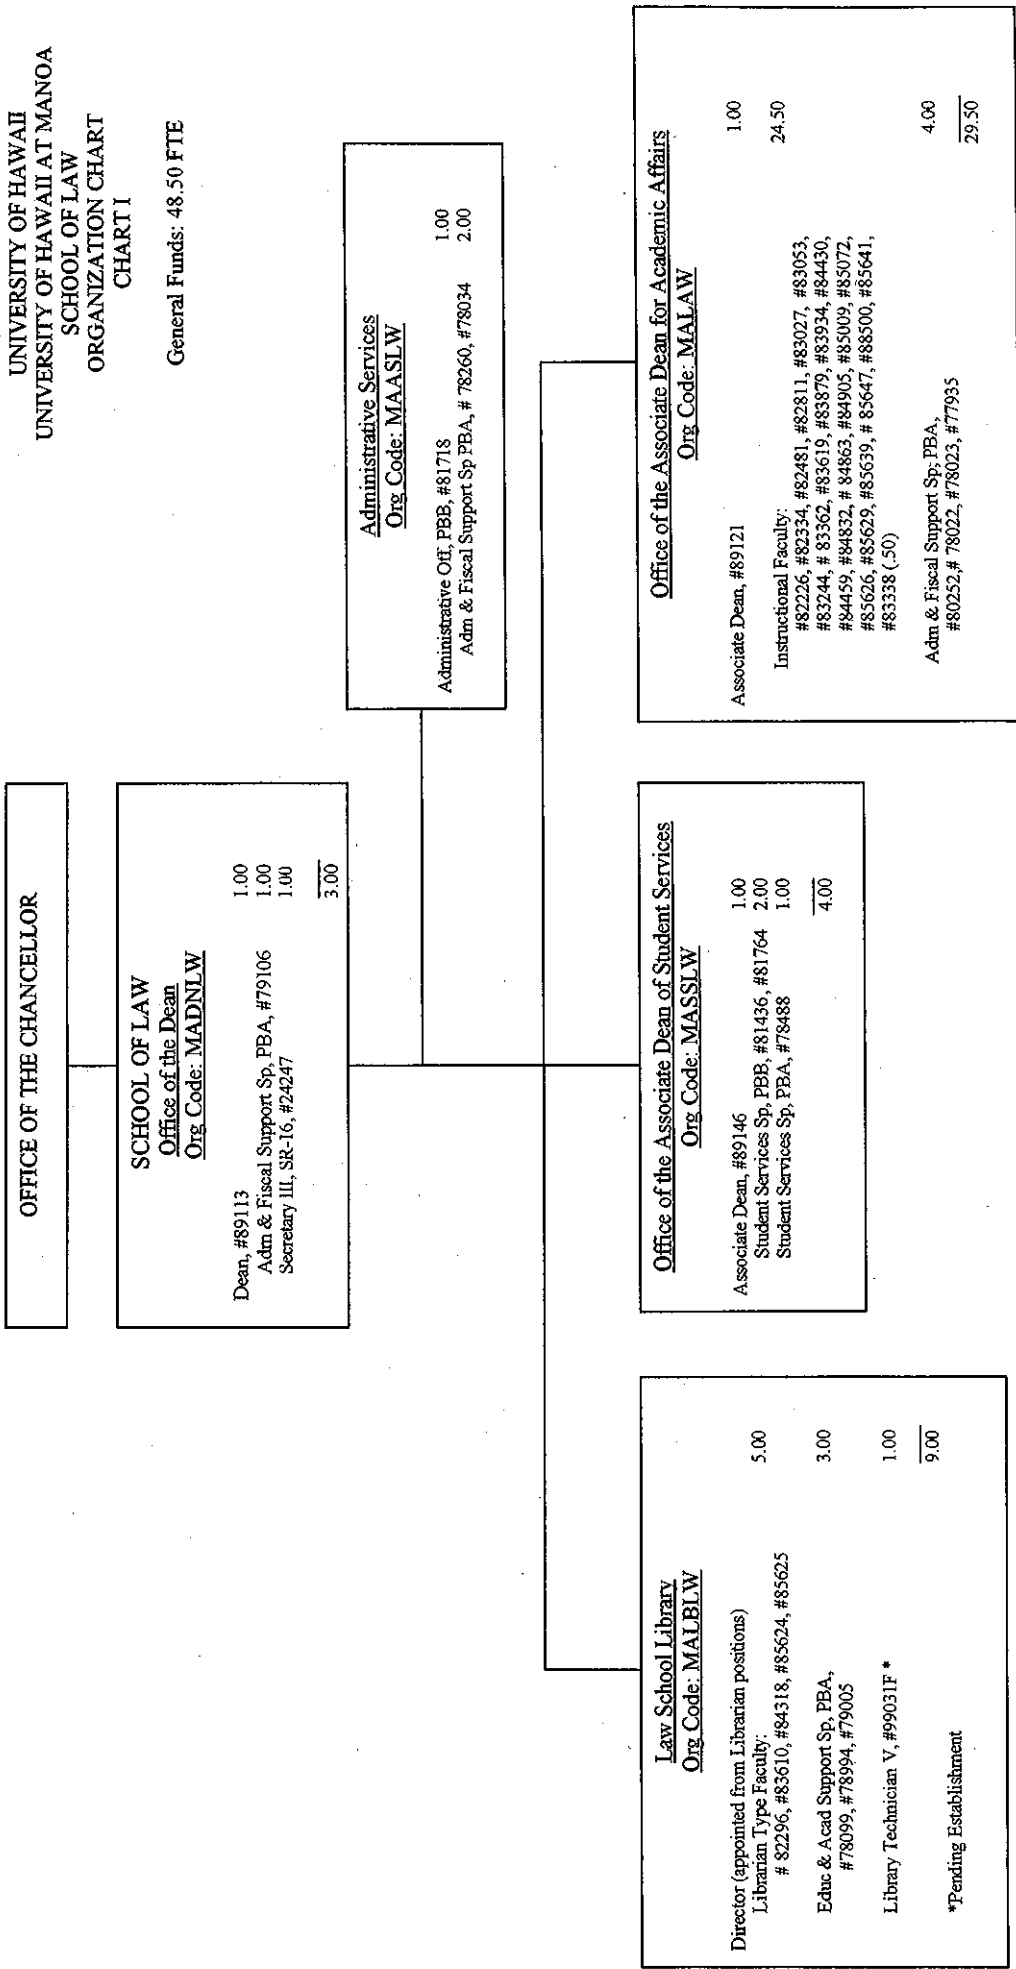 UNIVERSITY OF HAWAII
UNIVERSITY OF HAWAII AT MANOA
SCHOOL OF LAW
ORGANIZATION CHART
CHART I
General Funds: 48.50 FTE
OFFICE OF THE CHANCELLOR
SCHOOL OF LAW
Office of the Dean
Org Code: MADNLW
Dean, #89113 1.00
Adm & Fiscal Support Sp, PBA, #79106 1.00
Secretary III, SR-16, #24247 1.00
3.00
Administrative Services
Org Code: MAASLW
Administrative Off, PBB, #81718 1.00
Adm & Fiscal Support Sp PBA, # 78260, #78034 2.00
Law School Library
Org Code: MALBLW
Director (appointed from Librarian positions)
Librarian Type Faculty: 5.00
# 82296, #83610, #84318, #85624, #85625
Educ & Acad Support Sp, PBA, 3.00
#78099, #78994, #79005
Library Technician V, #99031F * 1.00
9.00
*Pending Establishment
Office of the Associate Dean of Student Services
Org Code: MASSLW
Associate Dean, #89146 1.00
Student Services Sp, PBB, #81436, #81764 2.00
Student Services Sp, PBA, #78488 1.00
4.00
Office of the Associate Dean for Academic Affairs
Org Code: MALAW
Associate Dean, #89121 1.00
Instructional Faculty: 24.50
#82226, #82334, #82481, #82811, #83027, #83053,
#83244, # 83362, #83619, #83879, #83934, #84430,
#84459, #84832, # 84863, #84905, #85009, #85072,
#85626, #85629, #85639, # 85647, #88500, #85641,
#83338 (.50)
Adm & Fiscal Support Sp, PBA, 4.00
#80252,# 78022, #78023, #77935
29.50